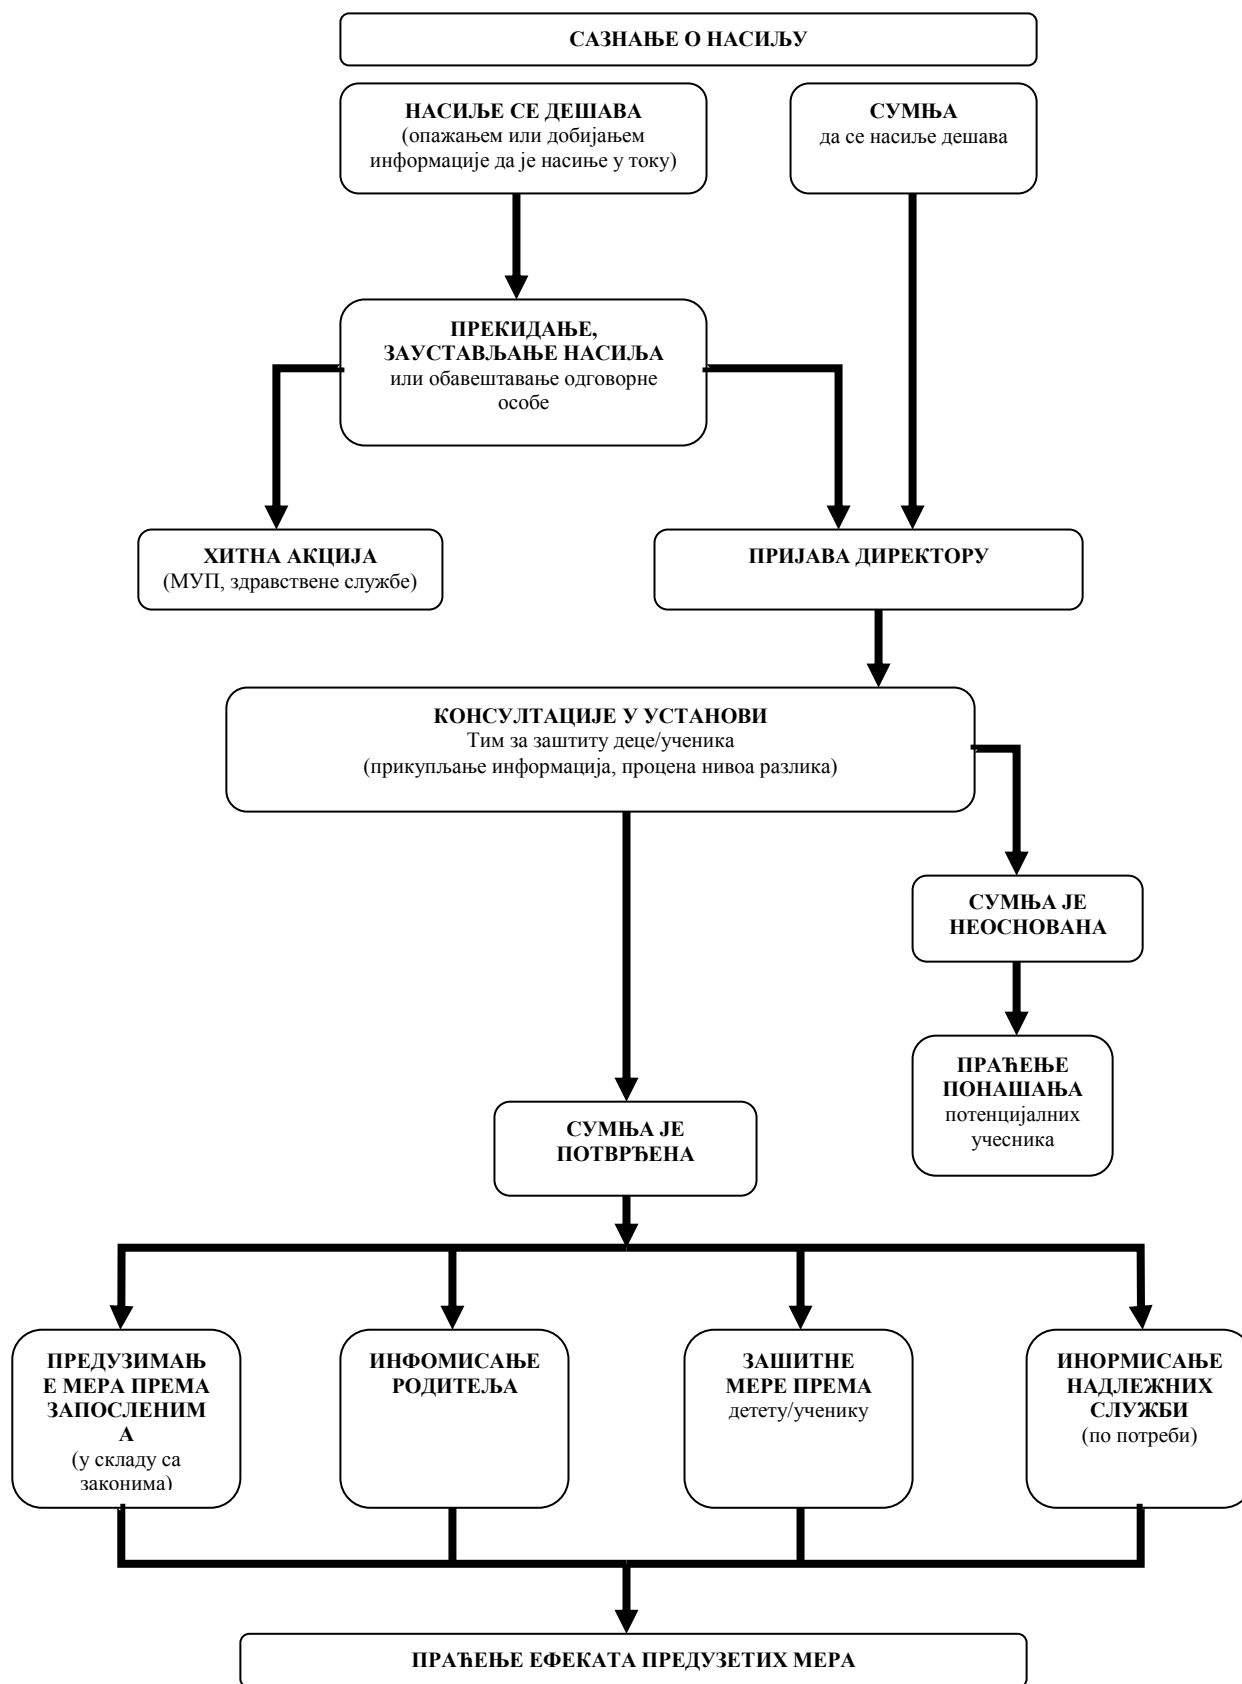 САЗНАЊЕ О НАСИЉУ
НАСИЉЕ СЕ ДЕШАВА
(опажањем или добијањем
информације да је насиње у току)
СУМЊА
да се насиље дешава
ПРЕКИДАЊЕ,
ЗАУСТАВЉАЊЕ НАСИЉА
или обавештавање одговорне
особе
ХИТНА АКЦИЈА
(МУП, здравствене службе)
ПРИЈАВА ДИРЕКТОРУ
КОНСУЛТАЦИЈЕ У УСТАНОВИ
Тим за заштиту деце/ученика
(прикупљање информација, процена нивоа разлика)
СУМЊА ЈЕ
НЕОСНОВАНА
ПРАЋЕЊЕ
ПОНАШАЊА
потенцијалних
учесника
СУМЊА ЈЕ
ПОТВРЂЕНА
ПРЕДУЗИМАЊ
Е МЕРА ПРЕМА
ЗАПОСЛЕНИМ
А
(у складу са
законима)
ИНФОМИСАЊЕ
РОДИТЕЉА
ЗАШИТНЕ
МЕРЕ ПРЕМА
детету/ученику
ИНОРМИСАЊЕ
НАДЛЕЖНИХ
СЛУЖБИ
(по потреби)
ПРАЋЕЊЕ ЕФЕКАТА ПРЕДУЗЕТИХ МЕРА